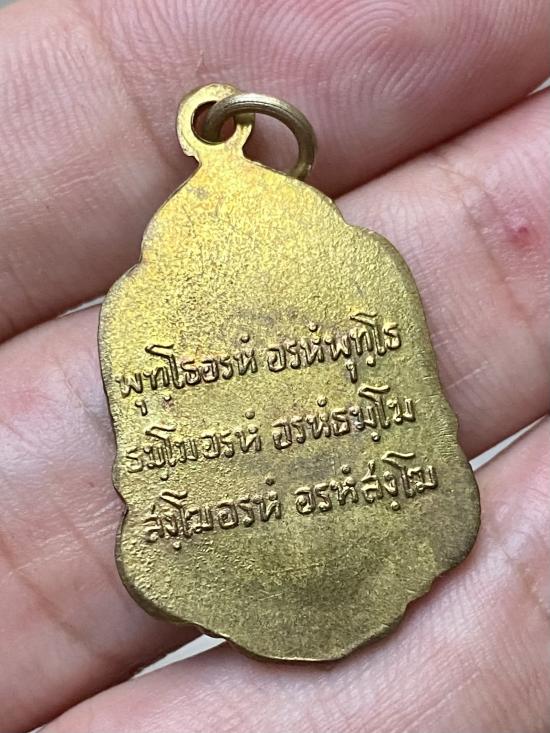 พุทฺโธอรหํ อรหํพุทฺโธ
ธมฺโมอรหํ อรหํธมฺโม
สงฺโฆอรหํ อรหํสงฺโฆ